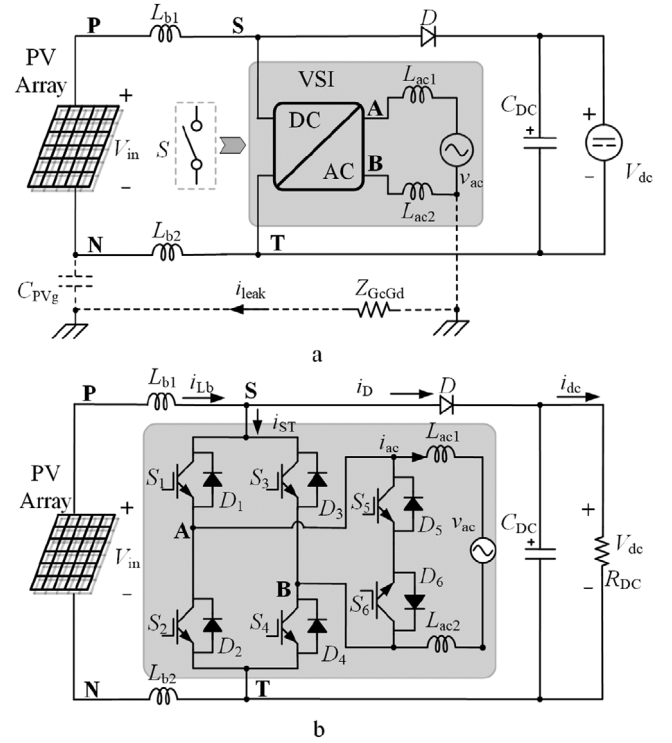 P L_b1 S D
PV Array
+
V_in
−
S
VSI
DC
AC
A
B
L_ac1
v_ac
L_ac2
C_DC
+
+
V_dc
−
N L_b2 T
C_PVg
i_leak
Z_GcGd
a
P L_b1 i_Lb S i_D D i_dc
i_ST
PV Array
+
V_in
−
S_1 D_1 S_3 D_3
A
B
S_2 D_2 S_4 D_4
i_ac L_ac1
S_5 D_5
v_ac
D_6
S_6
L_ac2
C_DC
+
+
V_dc
R_DC
−
N L_b2 T
b